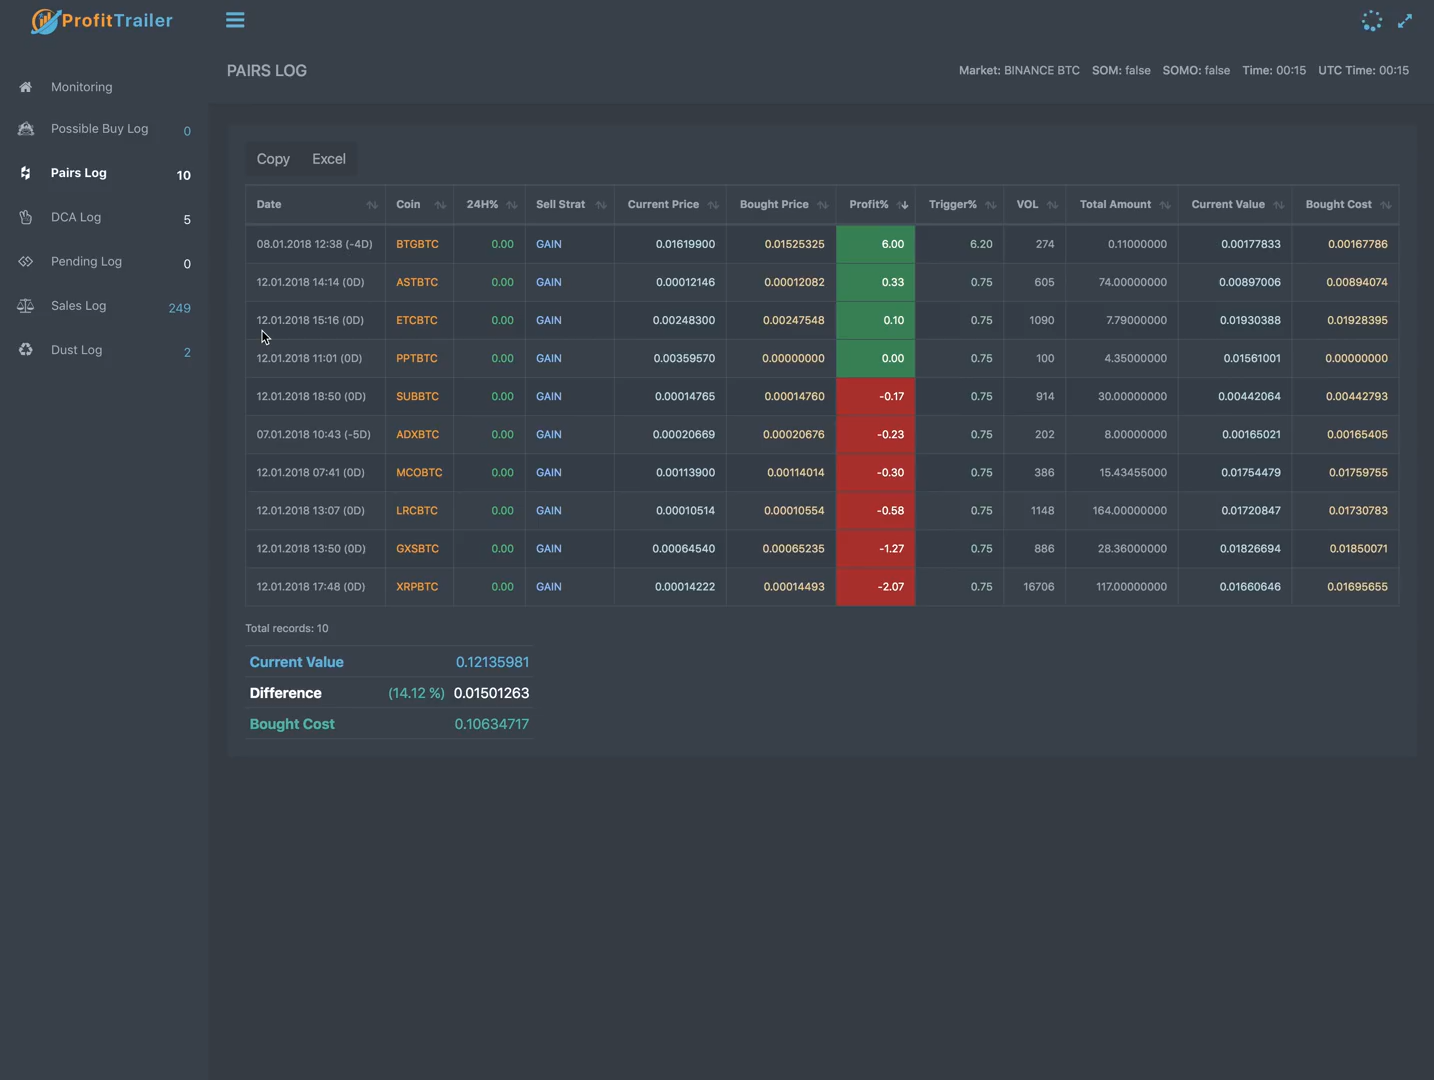 ProfitTrailer
PAIRS LOG
Market: BINANCE BTC SOM: false SOMO: false Time: 00:15 UTC Time: 00:15
Monitoring
Possible Buy Log 0
Pairs Log 10
DCA Log 5
Pending Log 0
Sales Log 249
Dust Log 2
Copy Excel
Date Coin 24H% Sell Strat Current Price Bought Price Profit% Trigger% VOL Total Amount Current Value Bought Cost
08.01.2018 12:38 (-4D) BTGBTC 0.00 GAIN 0.01619900 0.01525325 6.00 6.20 274 0.11000000 0.00177833 0.00167786
12.01.2018 14:14 (0D) ASTBTC 0.00 GAIN 0.00012146 0.00012082 0.33 0.75 605 74.00000000 0.00897006 0.00894074
12.01.2018 15:16 (0D) ETCBTC 0.00 GAIN 0.00248300 0.00247548 0.10 0.75 1090 7.79000000 0.01930388 0.01928395
12.01.2018 11:01 (0D) PPTBTC 0.00 GAIN 0.00359570 0.00000000 0.00 0.75 100 4.35000000 0.01561001 0.00000000
12.01.2018 18:50 (0D) SUBBTC 0.00 GAIN 0.00014765 0.00014760 -0.17 0.75 914 30.00000000 0.00442064 0.00442793
07.01.2018 10:43 (-5D) ADXBTC 0.00 GAIN 0.00020669 0.00020676 -0.23 0.75 202 8.00000000 0.00165021 0.00165405
12.01.2018 07:41 (0D) MCOBTC 0.00 GAIN 0.00113900 0.00114014 -0.30 0.75 386 15.43455000 0.01754479 0.01759755
12.01.2018 13:07 (0D) LRCBTC 0.00 GAIN 0.00010514 0.00010554 -0.58 0.75 1148 164.00000000 0.01720847 0.01730783
12.01.2018 13:50 (0D) GXSBTC 0.00 GAIN 0.00064540 0.00065235 -1.27 0.75 886 28.36000000 0.01826694 0.01850071
12.01.2018 17:48 (0D) XRPBTC 0.00 GAIN 0.00014222 0.00014493 -2.07 0.75 16706 117.00000000 0.01660646 0.01695655
Total records: 10
Current Value 0.12135981
Difference (14.12 %) 0.01501263
Bought Cost 0.10634717